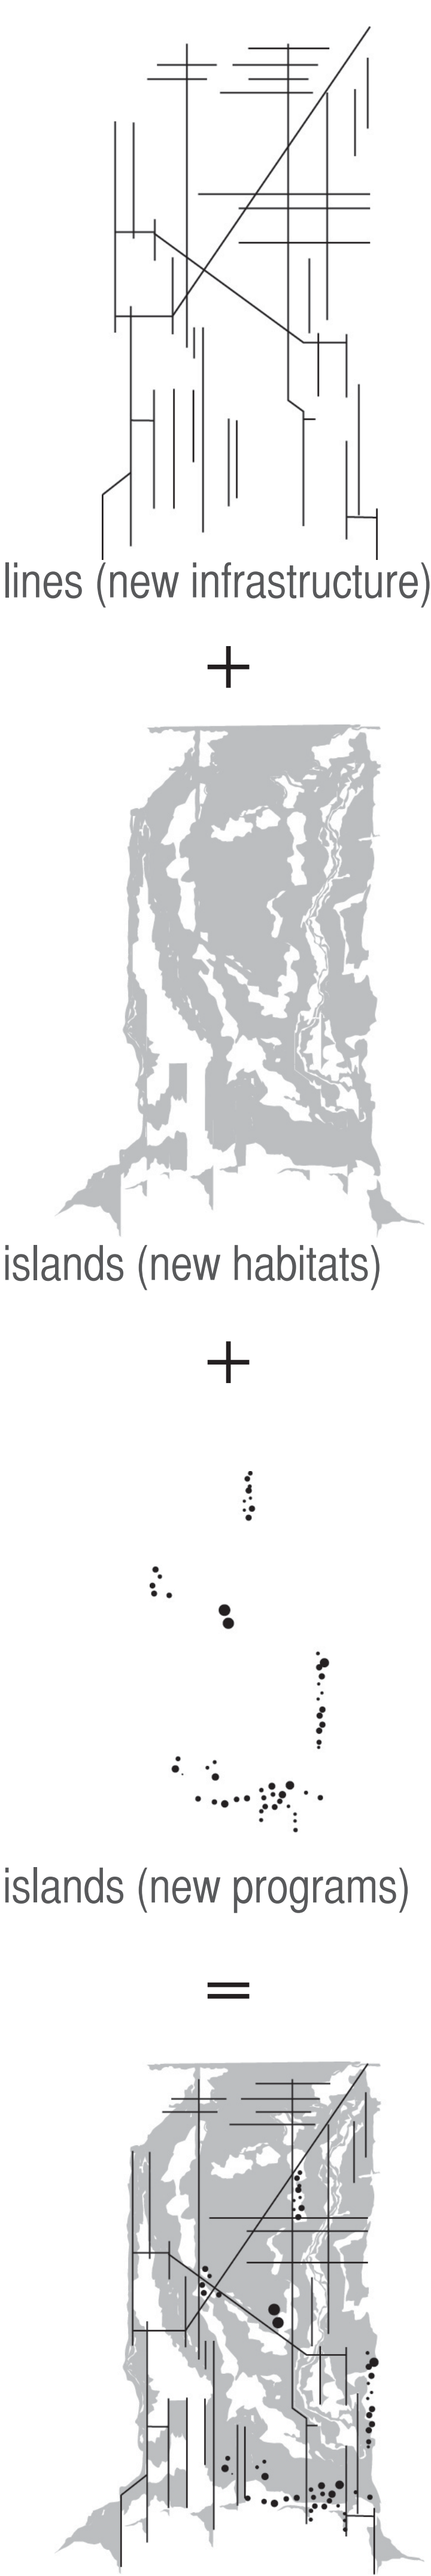 lines (new infrastructure)
+
islands (new habitats)
+
islands (new programs)
=